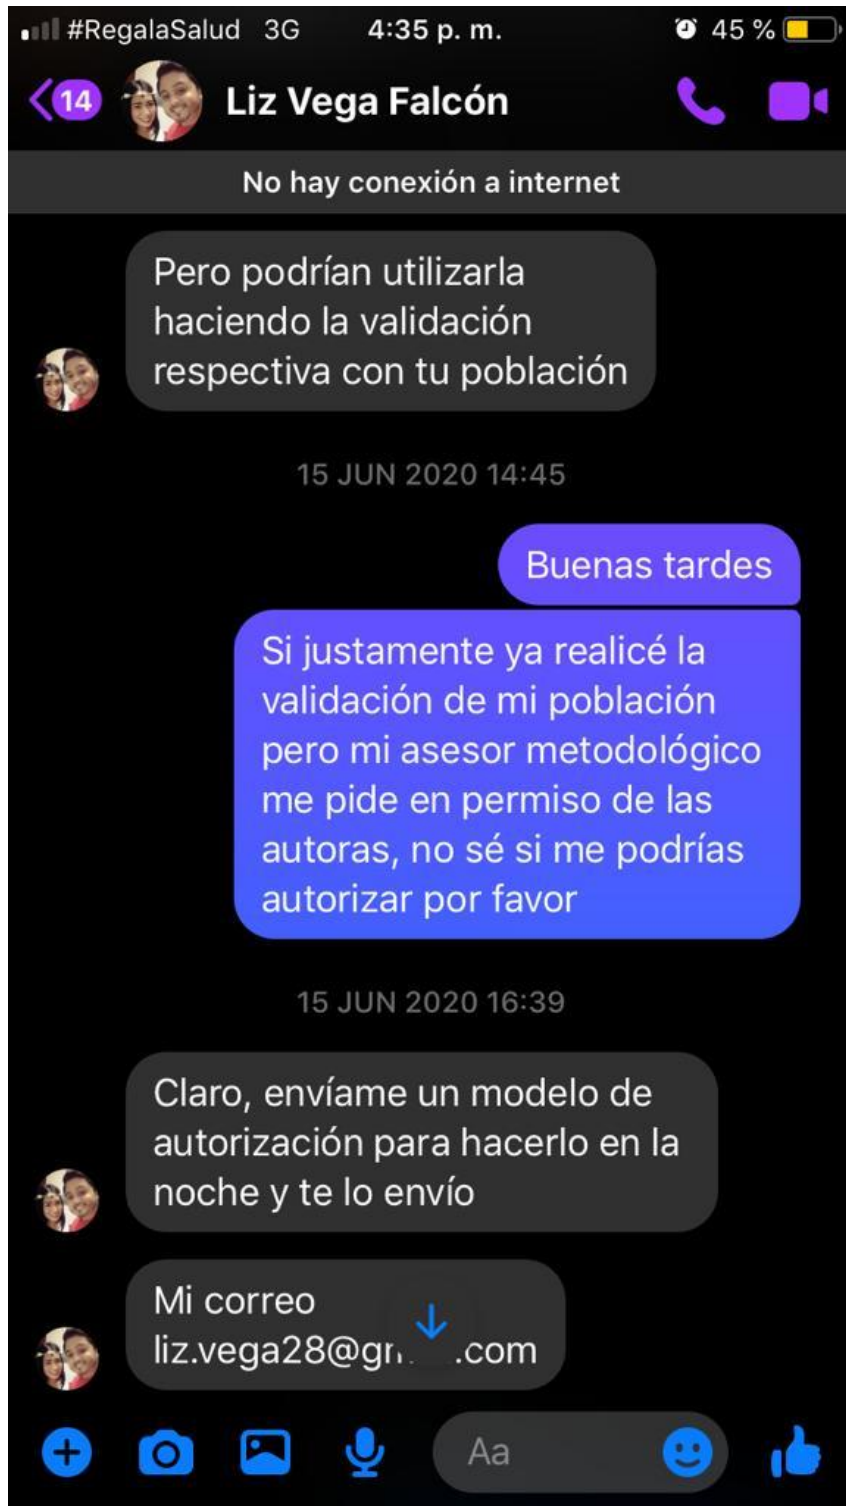 #RegalaSalud 3G 4:35 p. m. 45 %
14 Liz Vega Falcón
No hay conexión a internet
Pero podrían utilizarla
haciendo la validación
respectiva con tu población
15 JUN 2020 14:45
Buenas tardes
Si justamente ya realicé la
validación de mi población
pero mi asesor metodológico
me pide en permiso de las
autoras, no sé si me podrías
autorizar por favor
15 JUN 2020 16:39
Claro, envíame un modelo de
autorización para hacerlo en la
noche y te lo envío
Mi correo
Aa